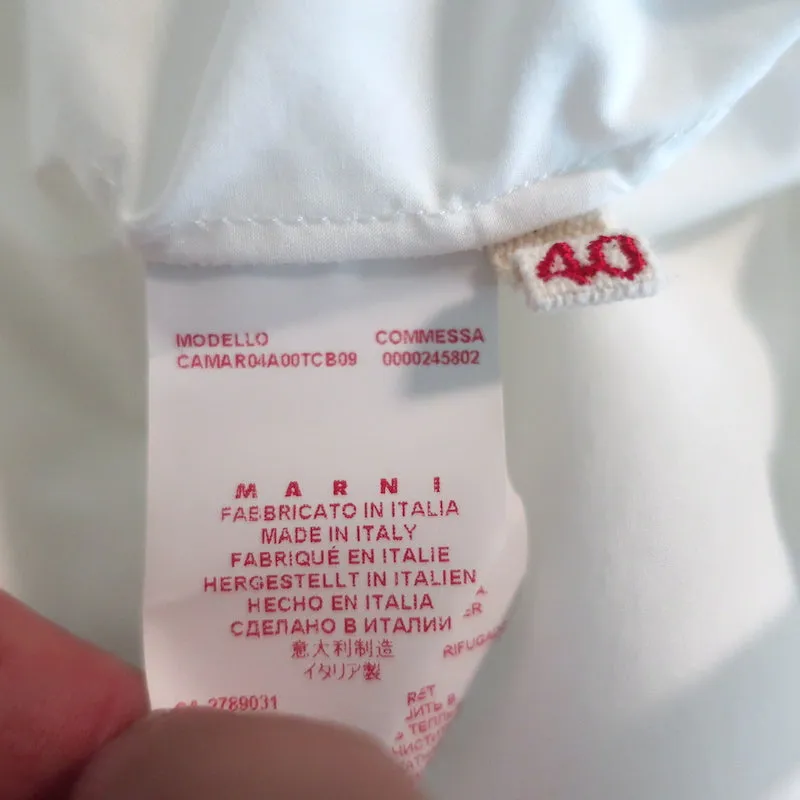 40
MODELLO COMMESSA
CAMAR04A00TCB09 0000245802
MARNI
FABBRICATO IN ITALIA
MADE IN ITALY
FABRIQUÉ EN ITALIE
HERGESTELLT IN ITALIEN
HECHO EN ITALIA
СДЕЛАНО В ИТАЛИИ
意大利制造
イタリア製
2789031